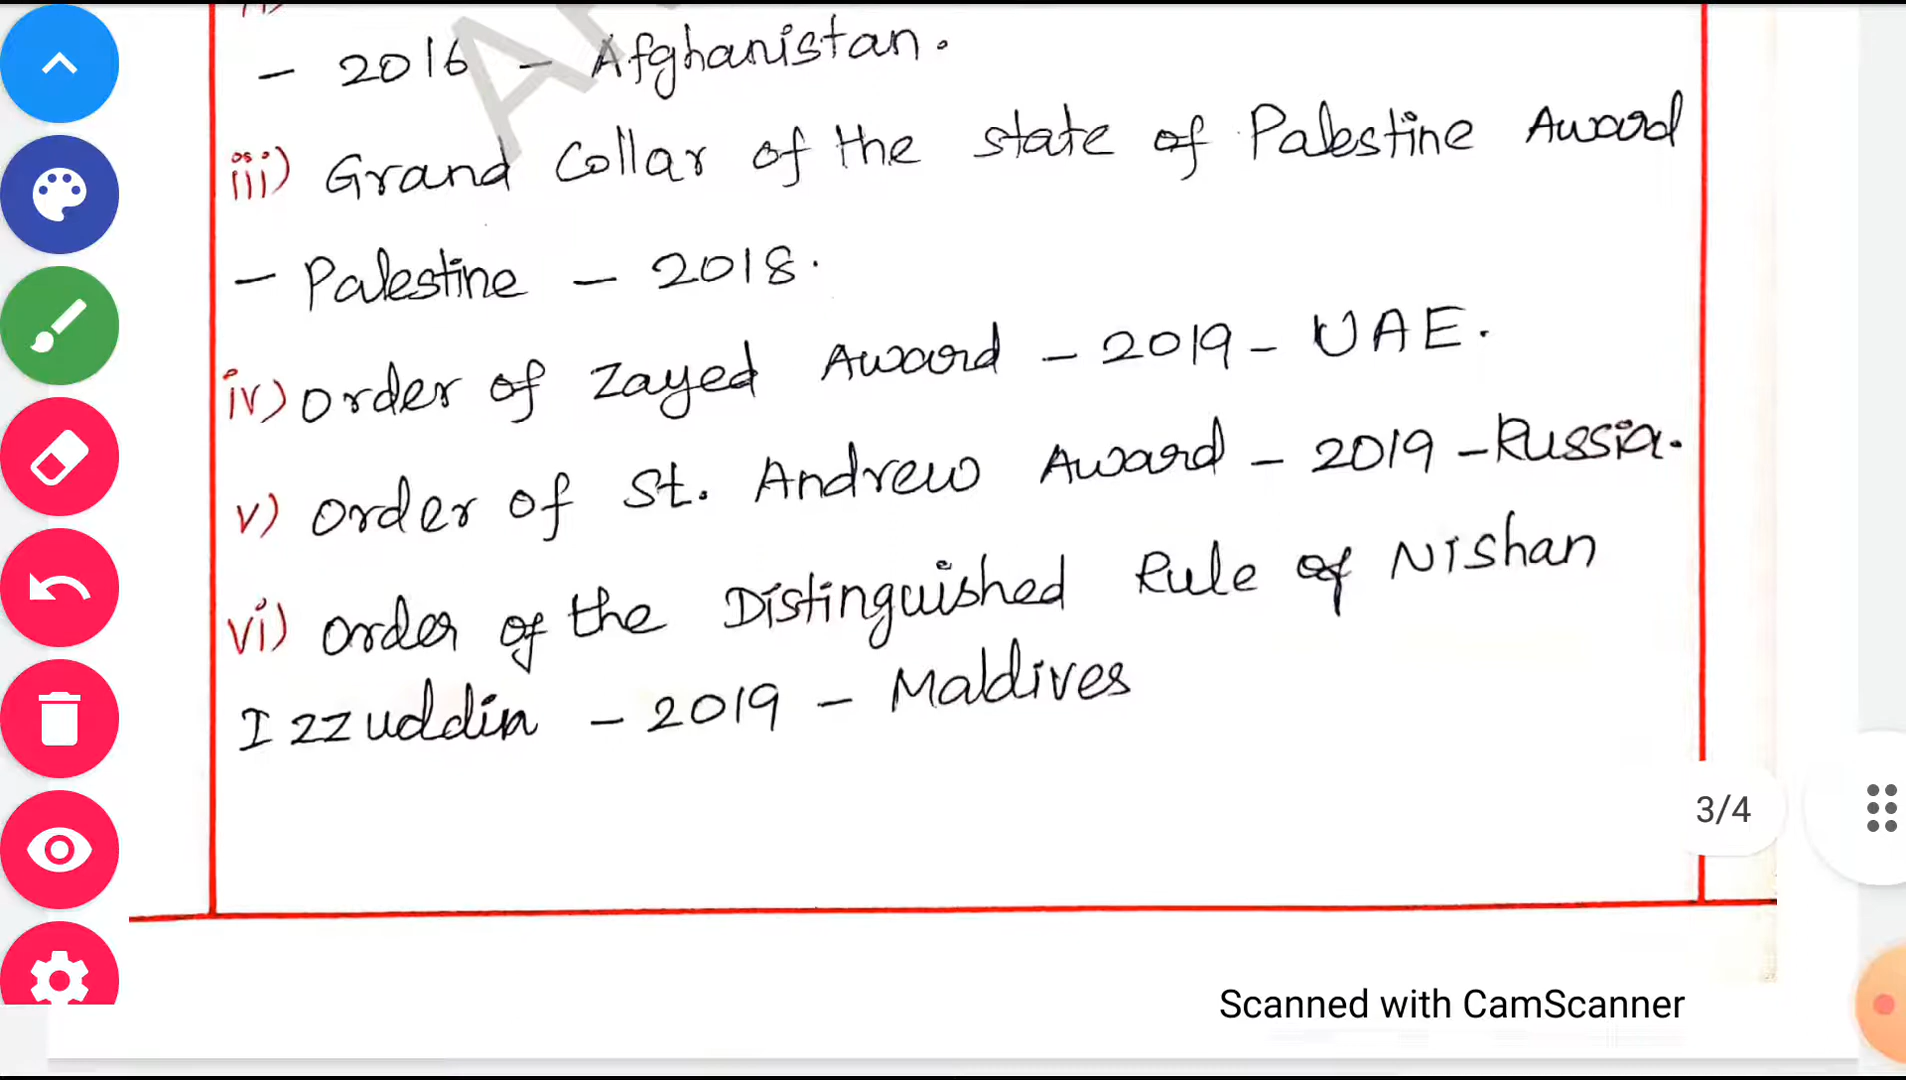 - 2016 - Afghanistan.
iii) Grand Collar of the state of Palestine Award
- Palestine - 2018.
iv) Order of Zayed Award - 2019 - UAE.
v) Order of St. Andrew Award - 2019 - Russia.
vi) Order of the Distinguished Rule of Nishan
Izzuddin - 2019 - Maldives
3/4
Scanned with CamScanner